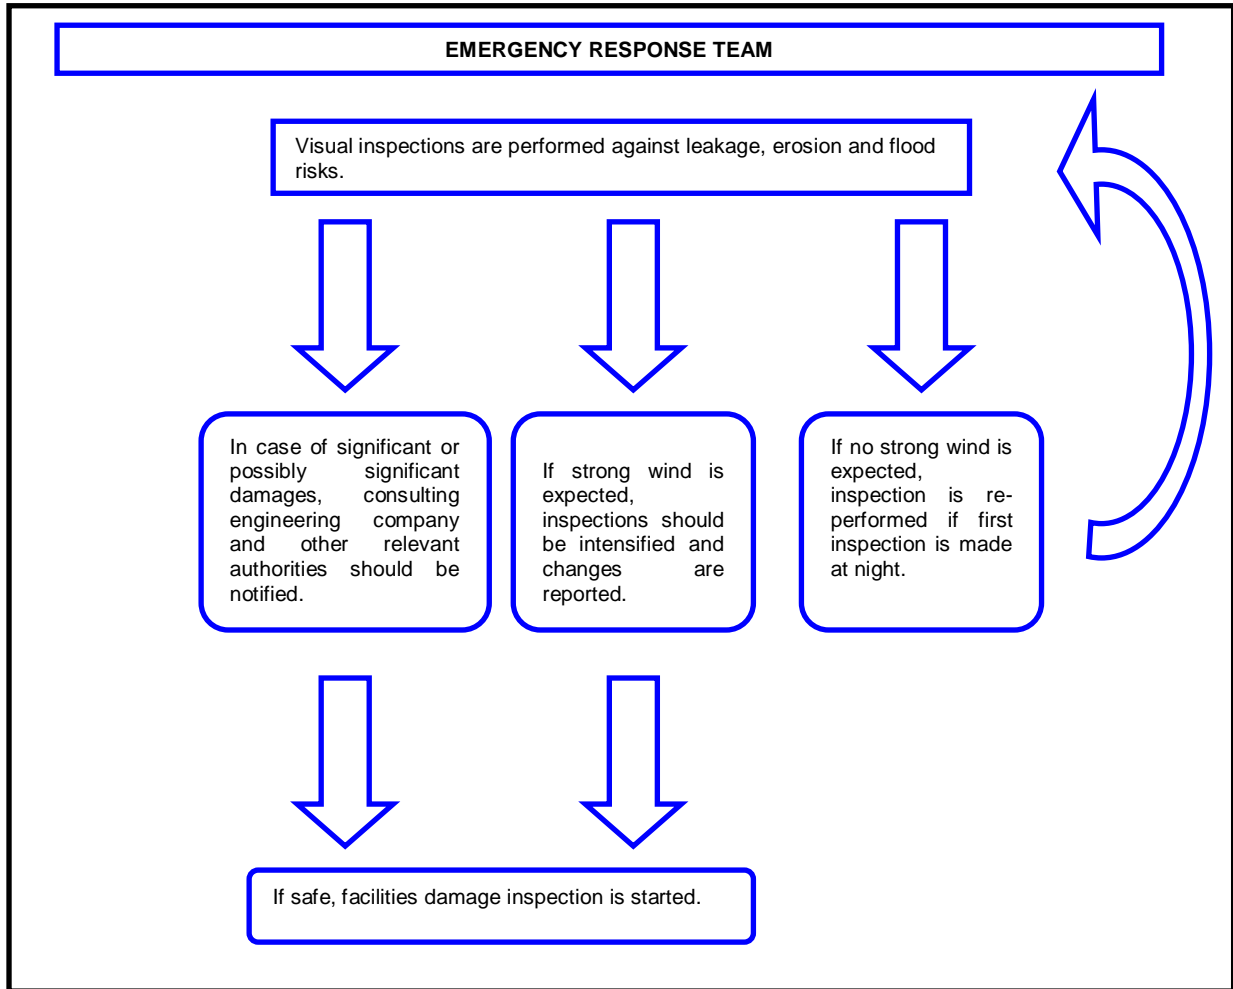 EMERGENCY RESPONSE TEAM
Visual inspections are performed against leakage, erosion and flood
risks.
In case of significant or
possibly significant
damages, consulting
engineering company
and other relevant
authorities should be
notified.
If strong wind is
expected,
inspections should
be intensified and
changes are
reported.
If no strong wind is
expected,
inspection is re-
performed if first
inspection is made
at night.
If safe, facilities damage inspection is started.